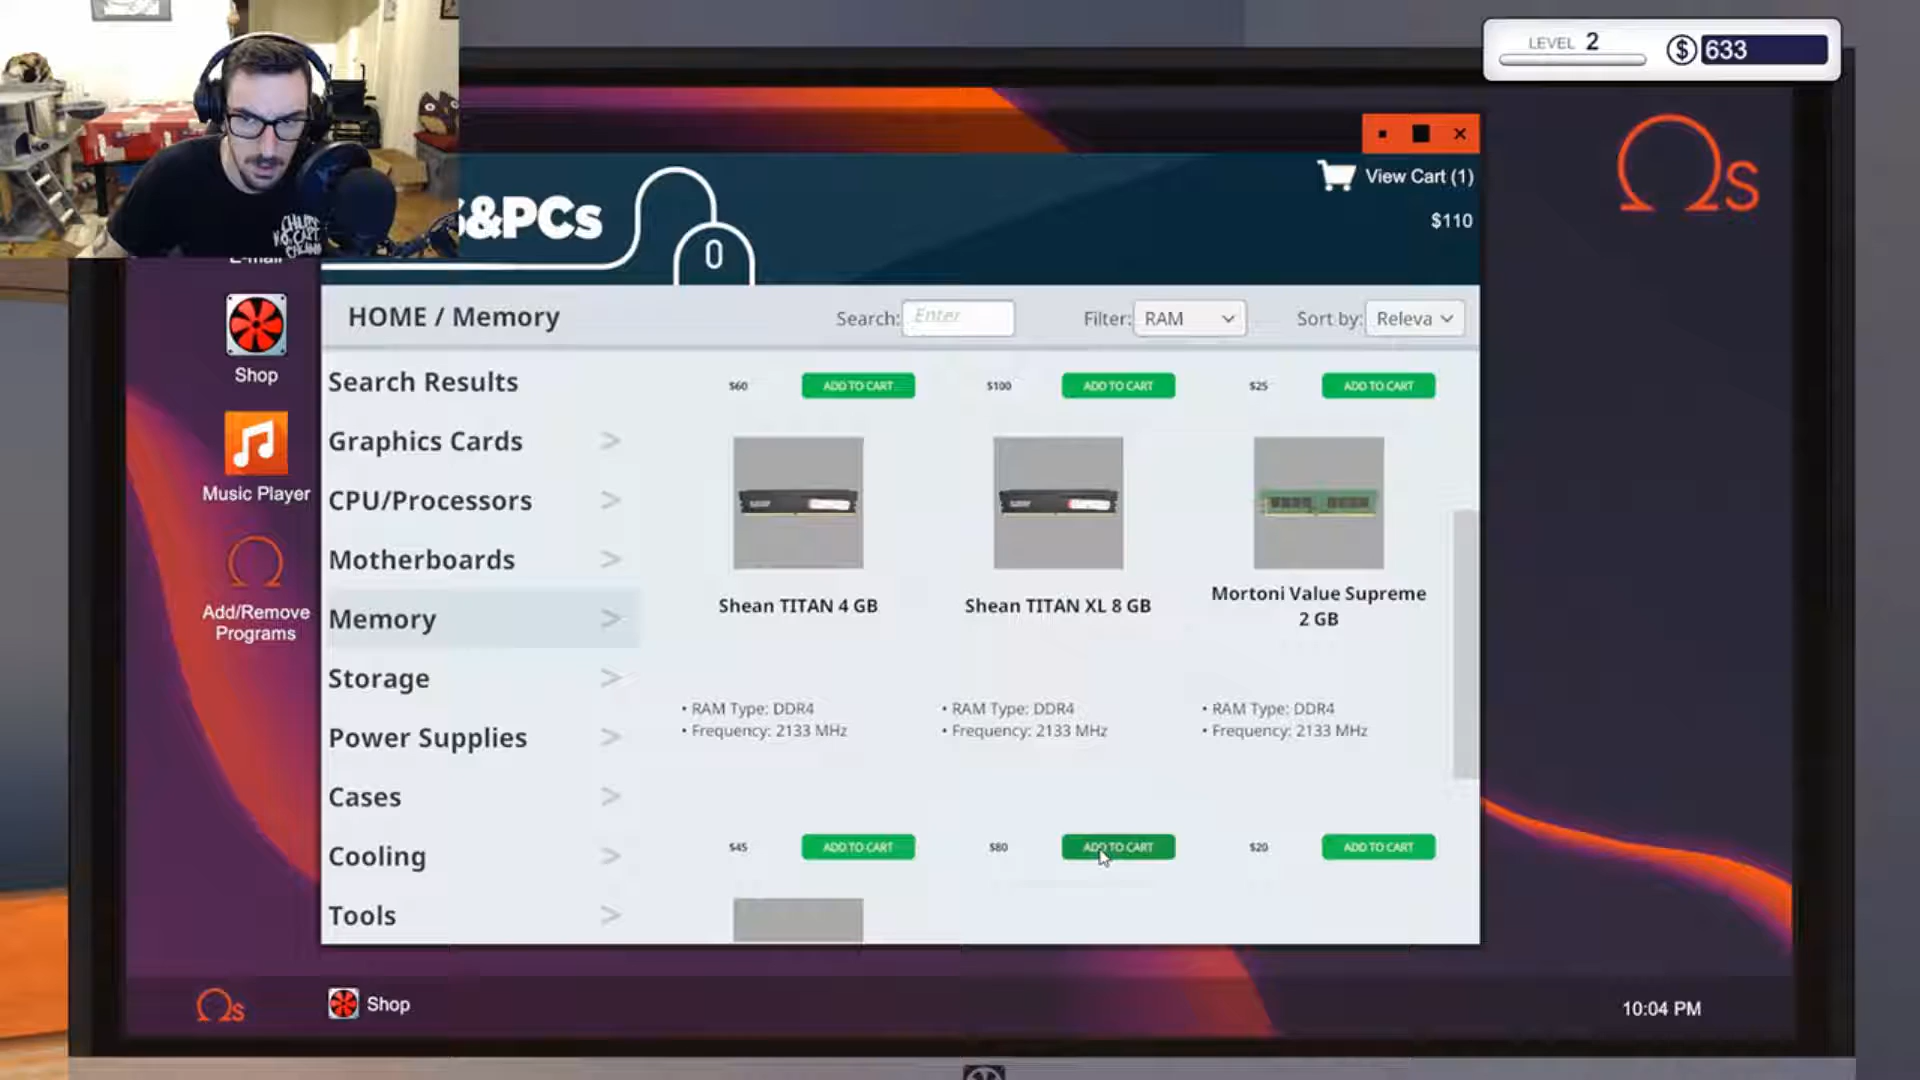 LEVEL 2
$ 633
View Cart (1)
$110
&PCs
HOME / Memory
Search: Enter
Filter: RAM
Sort by: Releva
Shop
Music Player
Add/Remove
Programs
Search Results
Graphics Cards >
CPU/Processors >
Motherboards >
Memory >
Storage >
Power Supplies >
Cases >
Cooling >
Tools >
$60 ADD TO CART
$100 ADD TO CART
$25 ADD TO CART
Shean TITAN 4 GB
• RAM Type: DDR4
• Frequency: 2133 MHz
$45 ADD TO CART
Shean TITAN XL 8 GB
• RAM Type: DDR4
• Frequency: 2133 MHz
$80 ADD TO CART
Mortoni Value Supreme
2 GB
• RAM Type: DDR4
• Frequency: 2133 MHz
$20 ADD TO CART
Ωs
Ωs
Shop
10:04 PM